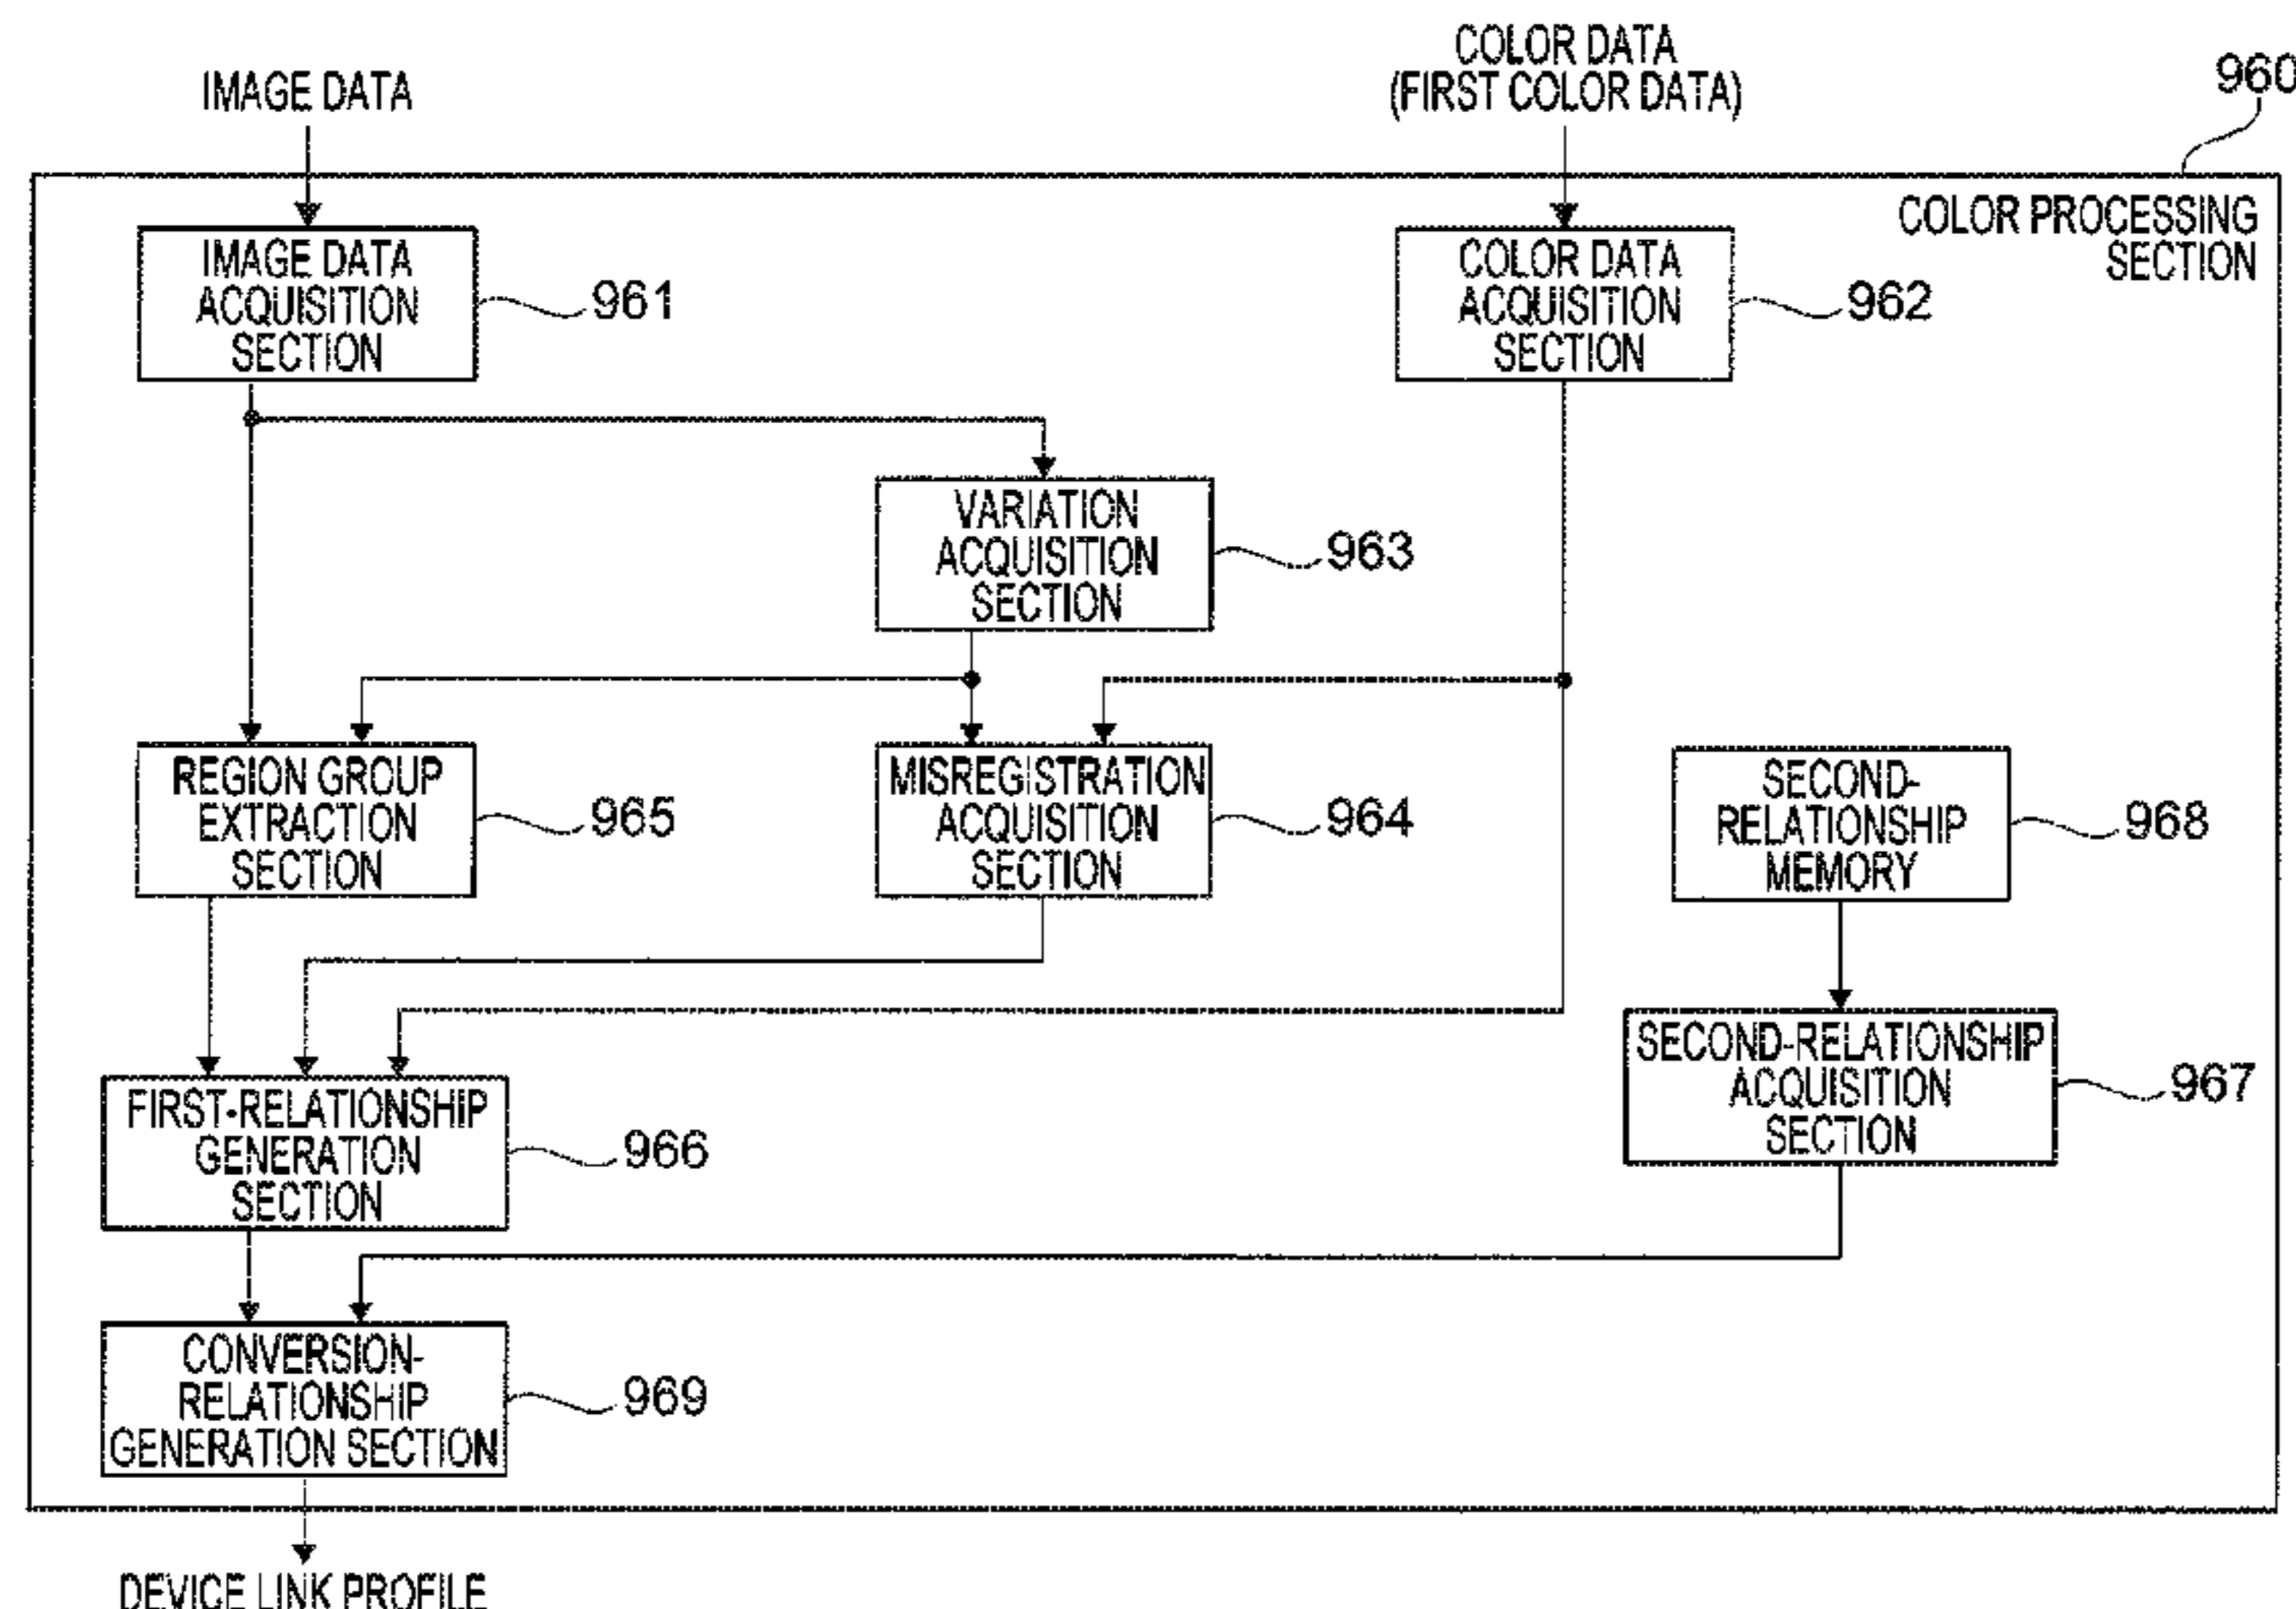 IMAGE DATA
COLOR DATA
(FIRST COLOR DATA)
960
COLOR PROCESSING
SECTION
IMAGE DATA
ACQUISITION
SECTION
961
COLOR DATA
ACQUISITION
SECTION
962
VARIATION
ACQUISITION
SECTION
963
REGION GROUP
EXTRACTION
SECTION
965
MISREGISTRATION
ACQUISITION
SECTION
964
SECOND-
RELATIONSHIP
MEMORY
968
FIRST-RELATIONSHIP
GENERATION
SECTION
966
SECOND-RELATIONSHIP
ACQUISITION
SECTION
967
CONVERSION-
RELATIONSHIP
GENERATION SECTION
969
DEVICE LINK PROFILE